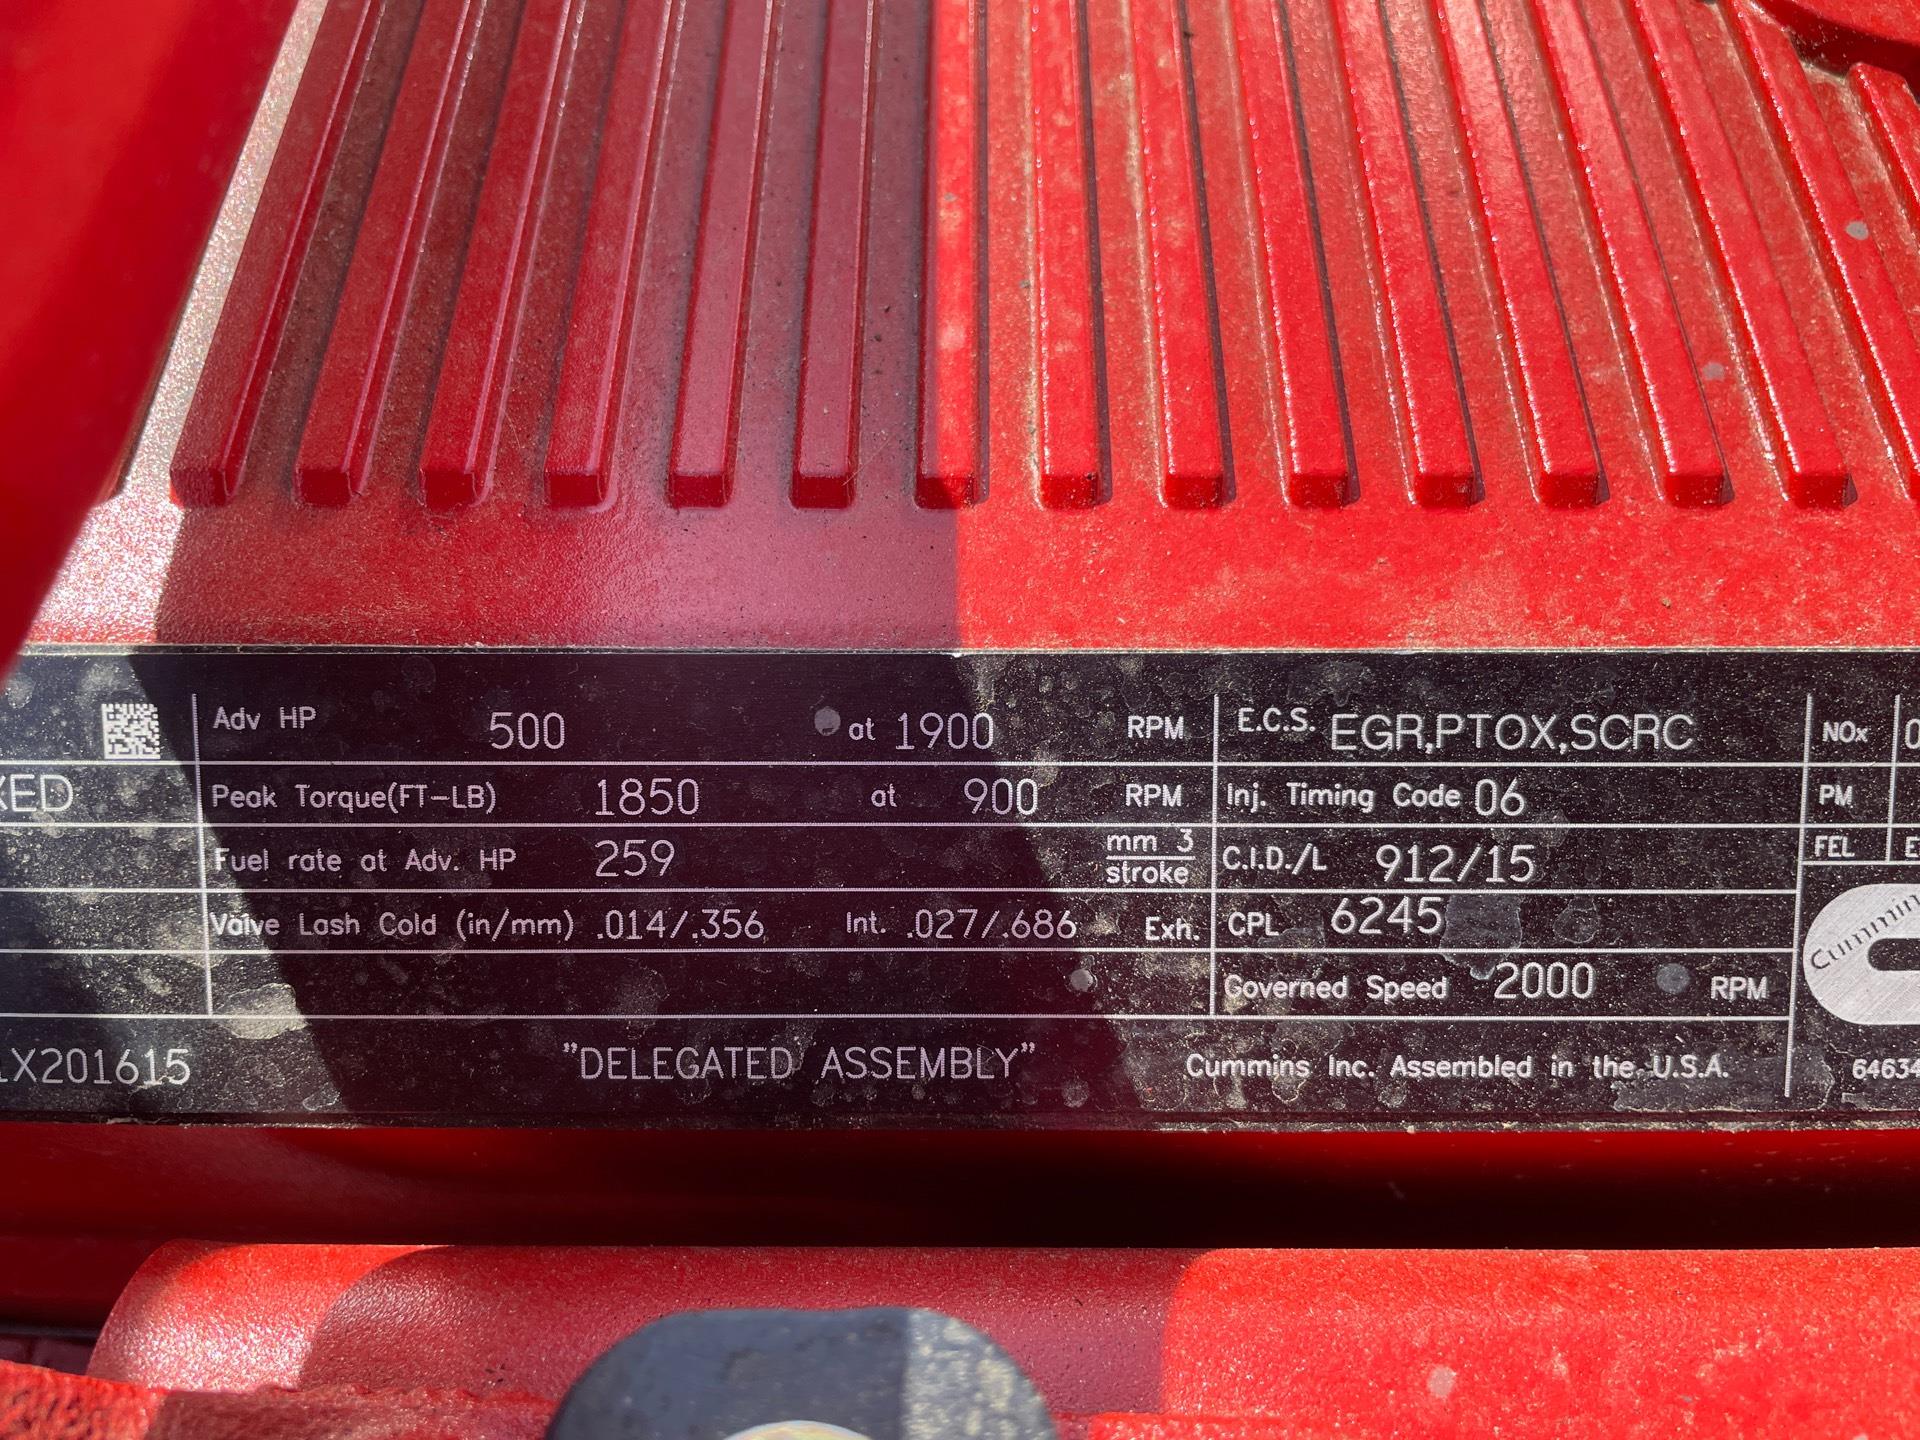 Adv HP 500 at 1900 RPM E.C.S. EGR,PTOX,SCRC NOx
XED Peak Torque(FT-LB) 1850 at 900 RPM Inj. Timing Code 06 PM
Fuel rate at Adv. HP 259 mm 3 stroke C.I.D./L 912/15 FEL
Valve Lash Cold (in/mm) .014/.356 Int. .027/.686 Exh. CPL 6245
Governed Speed 2000 RPM
1X201615 "DELEGATED ASSEMBLY" Cummins Inc. Assembled in the U.S.A. 64634